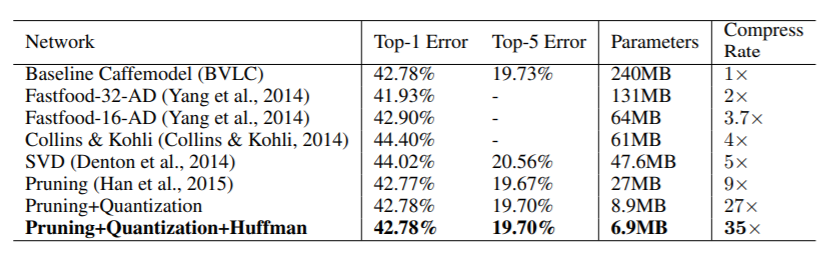 Network Top-1 Error Top-5 Error Parameters Compress Rate
Baseline Caffemodel (BVLC) 42.78% 19.73% 240MB 1×
Fastfood-32-AD (Yang et al., 2014) 41.93% - 131MB 2×
Fastfood-16-AD (Yang et al., 2014) 42.90% - 64MB 3.7×
Collins & Kohli (Collins & Kohli, 2014) 44.40% - 61MB 4×
SVD (Denton et al., 2014) 44.02% 20.56% 47.6MB 5×
Pruning (Han et al., 2015) 42.77% 19.67% 27MB 9×
Pruning+Quantization 42.78% 19.70% 8.9MB 27×
Pruning+Quantization+Huffman 42.78% 19.70% 6.9MB 35×